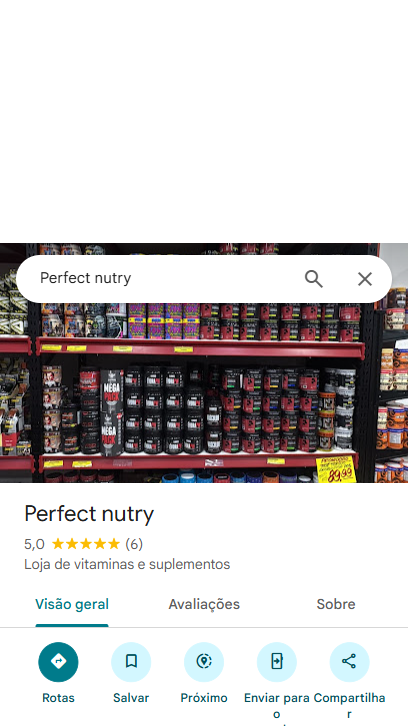 Perfect nutry
MEGA
MEGA
89,99
Perfect nutry
5,0 (6)
Loja de vitaminas e suplementos
Visão geral Avaliações Sobre
Rotas Salvar Próximo Enviar para o Compartilhar